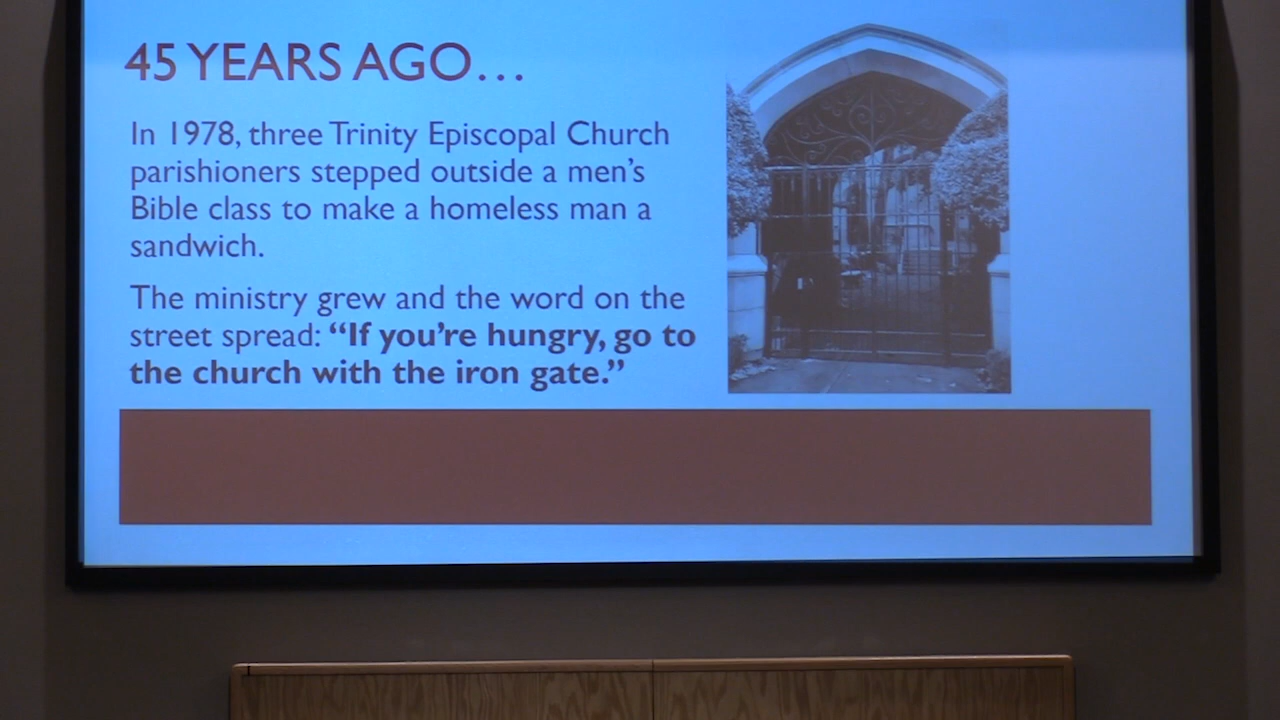 45 YEARS AGO…
In 1978, three Trinity Episcopal Church
parishioners stepped outside a men’s
Bible class to make a homeless man a
sandwich.
The ministry grew and the word on the
street spread: “If you’re hungry, go to
the church with the iron gate.”